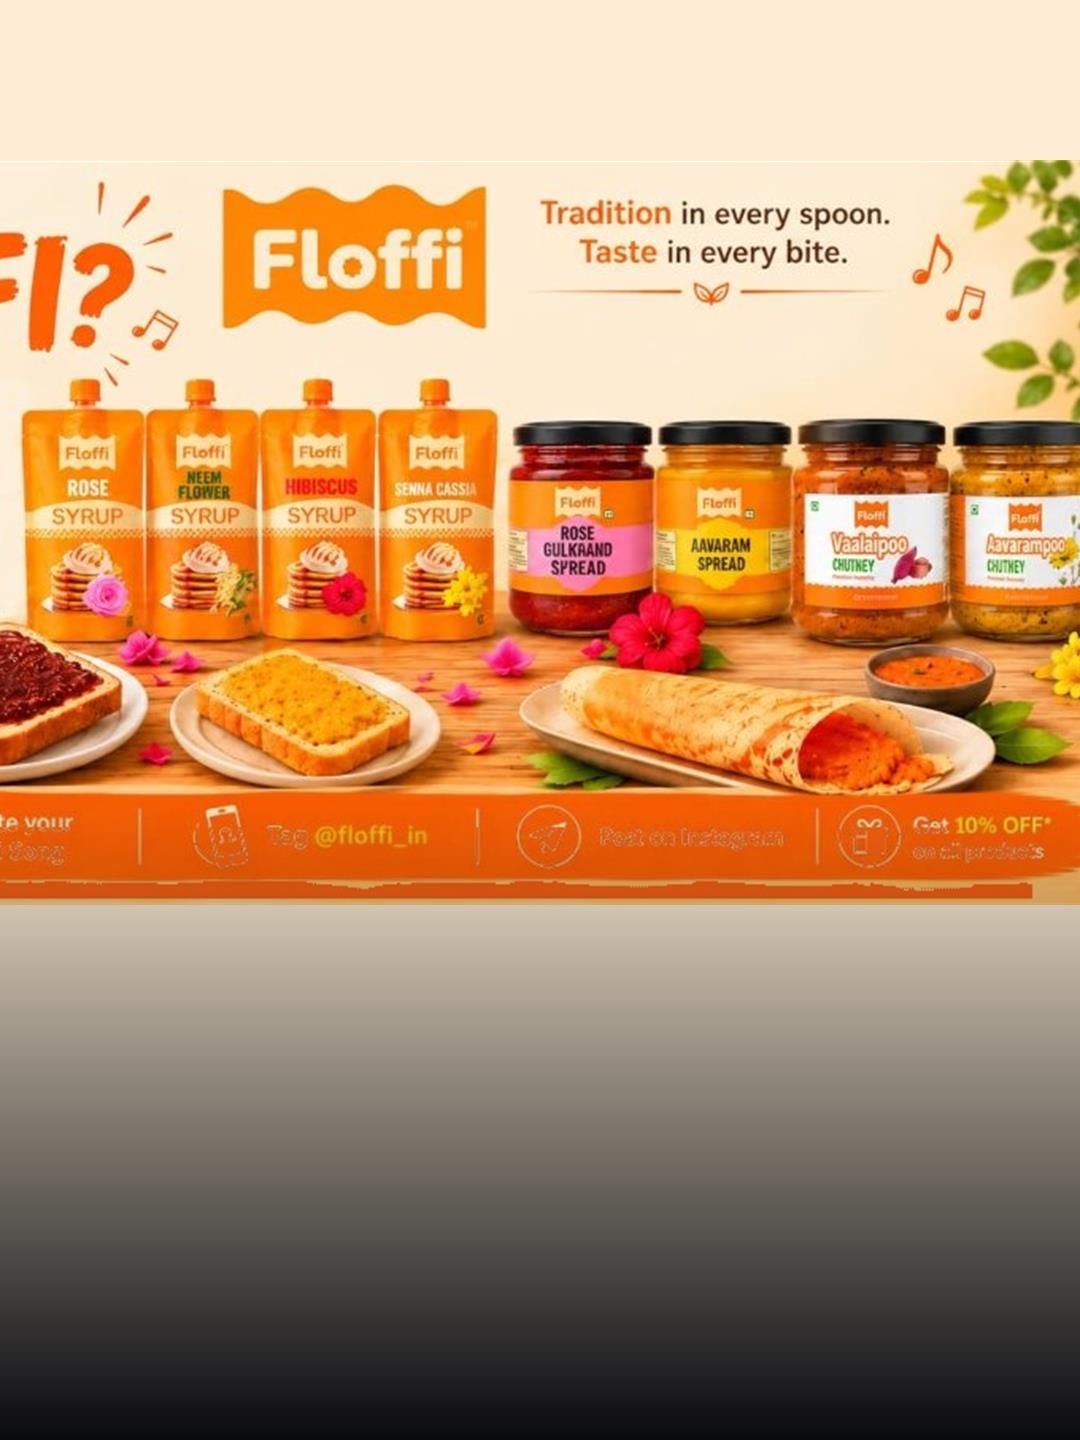 FI?
Floffi
Tradition in every spoon.
Taste in every bite.
Floffi
ROSE
SYRUP
Floffi
NEEM
FLOWER
SYRUP
Floffi
HIBISCUS
SYRUP
Floffi
SENNA CASSIA
SYRUP
Floffi
ROSE
GULKAAND
SPREAD
Floffi
AAVARAM
SPREAD
Floffi
Vaalaipoo
CHUTNEY
Floffi
Aavarampoo
CHUTNEY
te your
Song
Tag @floffi_in
Post on Instagram
Get 10% OFF*
on all products